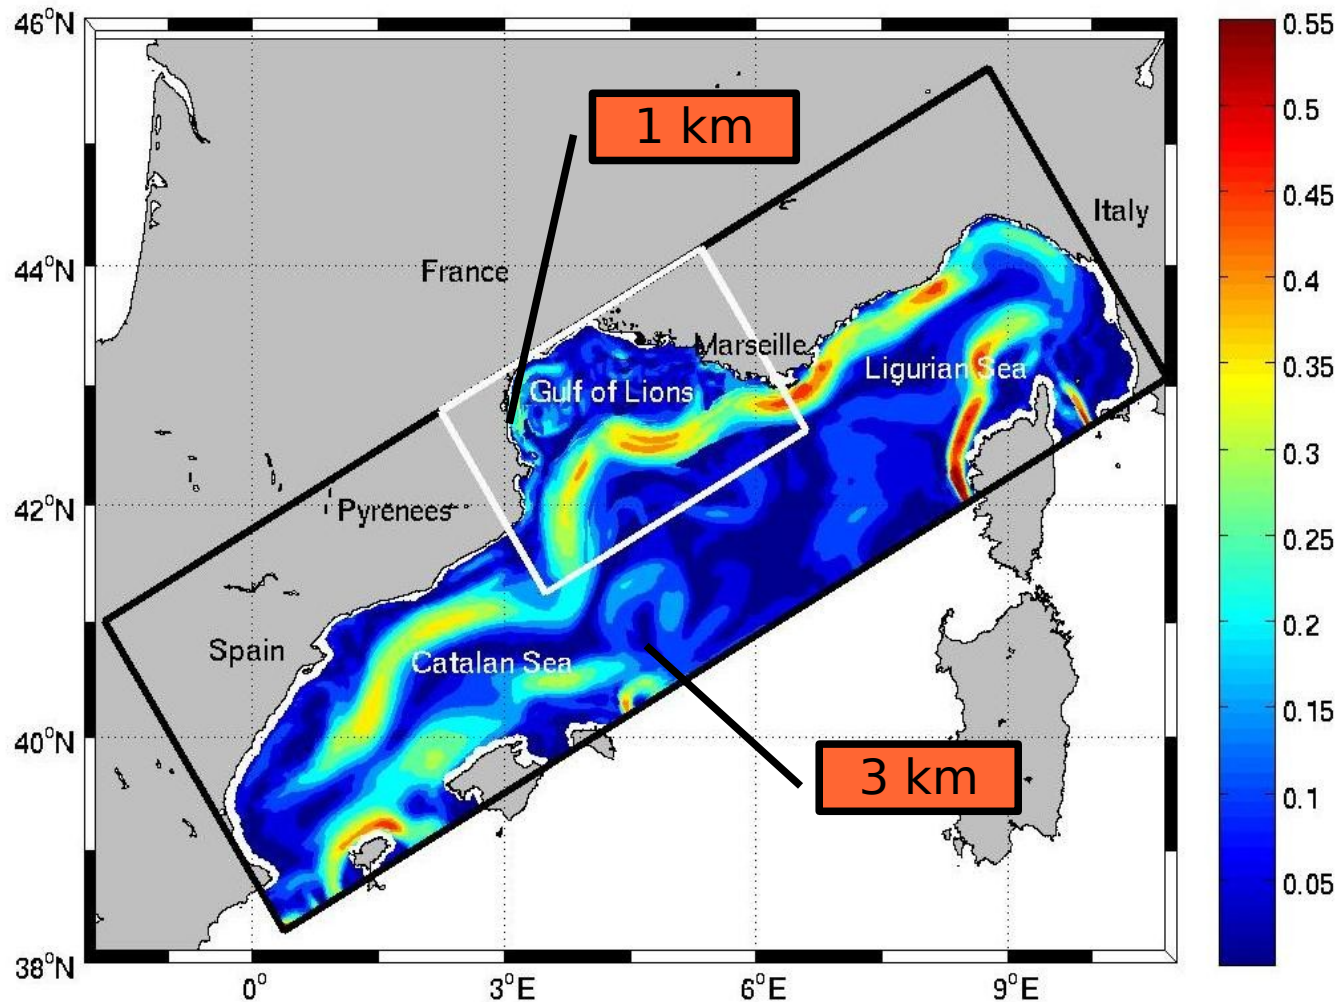 46°N
0.55
1 km
0.5
0.45
Italy
44°N
France
0.4
0.35
Marseille
Ligurian Sea
Gulf of Lions
0.3
42°N
Pyrenees
0.25
0.2
Spain
Catalan Sea
0.15
40°N
3 km
0.1
0.05
38°N
0°
3°E
6°E
9°E